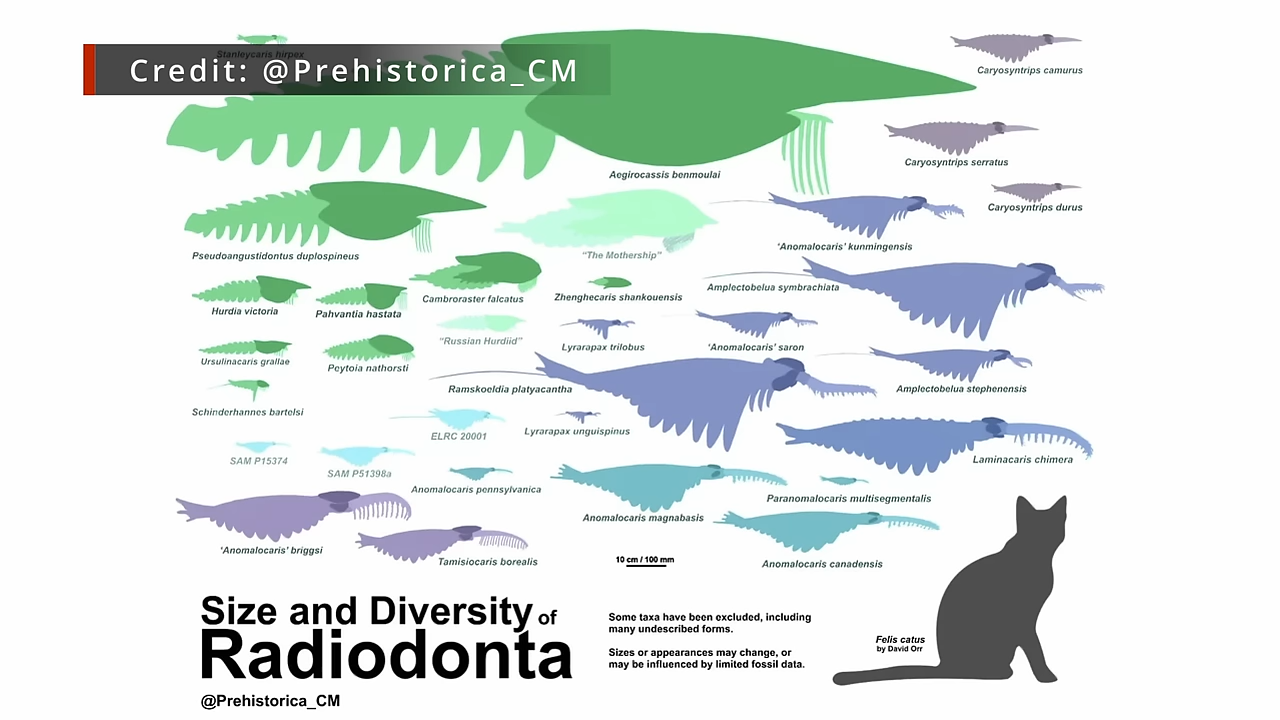 Stanleycaris hirpex
Credit: @Prehistorica_CM
Caryosyntrips camurus
Caryosyntrips serratus
Aegirocassis benmoulai
Caryosyntrips durus
Pseudoangustidontus duplospineus
"The Mothership"
'Anomalocaris' kunmingensis
Hurdia victoria
Pahvantia hastata
Cambroraster falcatus
Zhenghecaris shankouensis
Amplectobelua symbrachiata
"Russian Hurdiid"
Lyrarapax trilobus
'Anomalocaris' saron
Ursulinacaris grallae
Peytoia nathorsti
Ramskoeldia platyacantha
Amplectobelua stephenensis
Schinderhannes bartelsi
ELRC 20001
Lyrarapax unguispinus
SAM P15374
SAM P51398a
Laminacaris chimera
Anomalocaris pennsylvanica
Paranomalocaris multisegmentalis
Anomalocaris magnabasis
'Anomalocaris' briggsi
Tamisiocaris borealis
10 cm / 100 mm
Anomalocaris canadensis
Size and Diversity of
Radiodonta
@Prehistorica_CM
Some taxa have been excluded, including
many undescribed forms.
Sizes or appearances may change, or
may be influenced by limited fossil data.
Felis catus
by David Orr